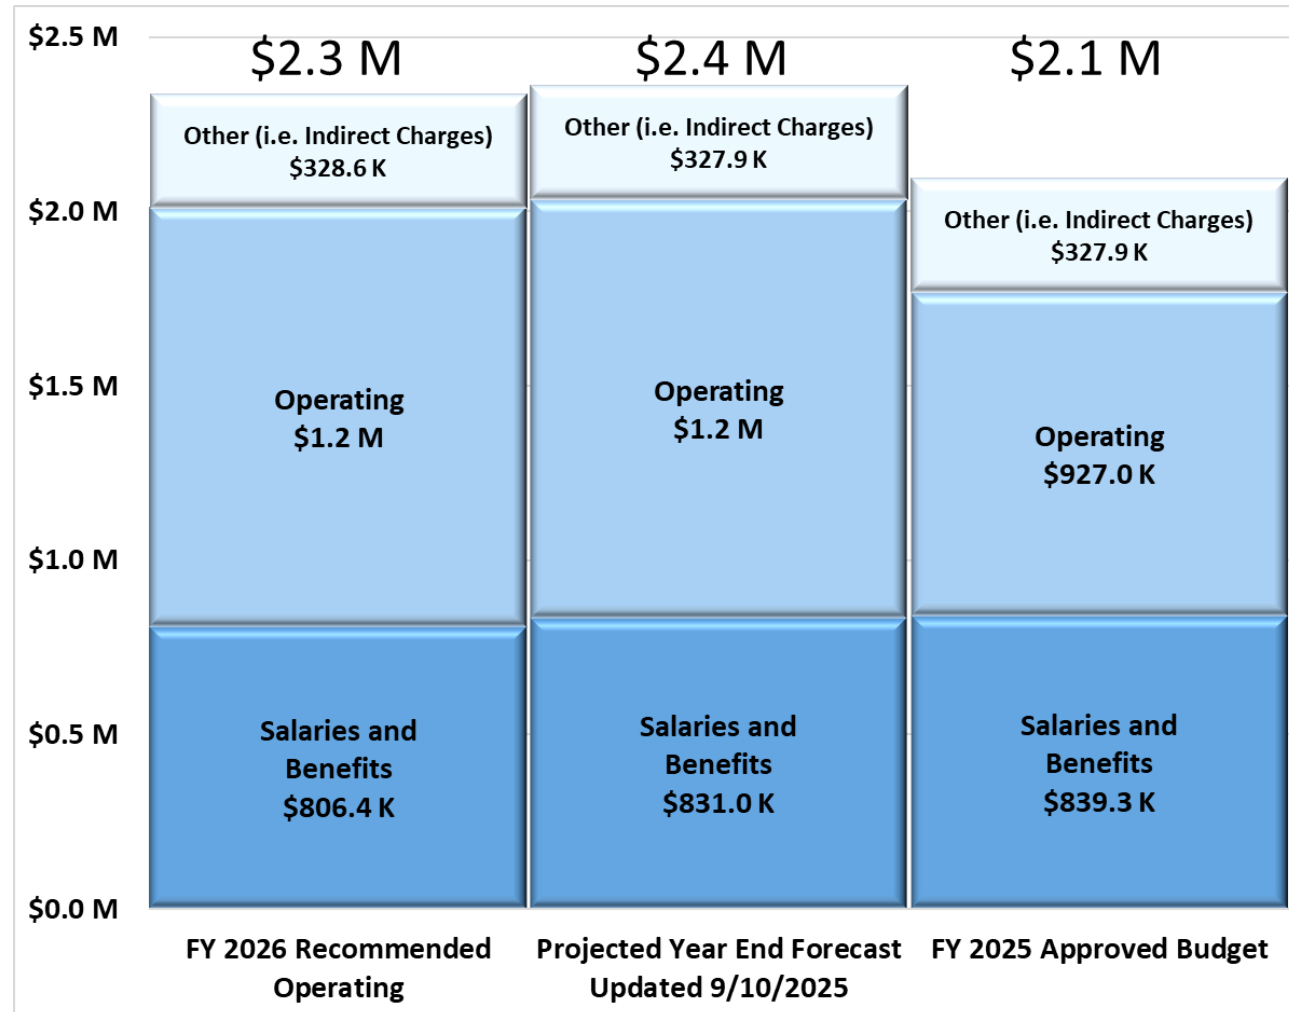 $2.5 M
$2.3 M
$2.4 M
$2.1 M
Other (i.e. Indirect Charges)
$328.6 K
Other (i.e. Indirect Charges)
$327.9 K
Other (i.e. Indirect Charges)
$327.9 K
$2.0 M
$1.5 M
Operating
$1.2 M
Operating
$1.2 M
Operating
$927.0 K
$1.0 M
$0.5 M
Salaries and
Benefits
$806.4 K
Salaries and
Benefits
$831.0 K
Salaries and
Benefits
$839.3 K
$0.0 M
FY 2026 Recommended
Operating
Projected Year End Forecast
Updated 9/10/2025
FY 2025 Approved Budget